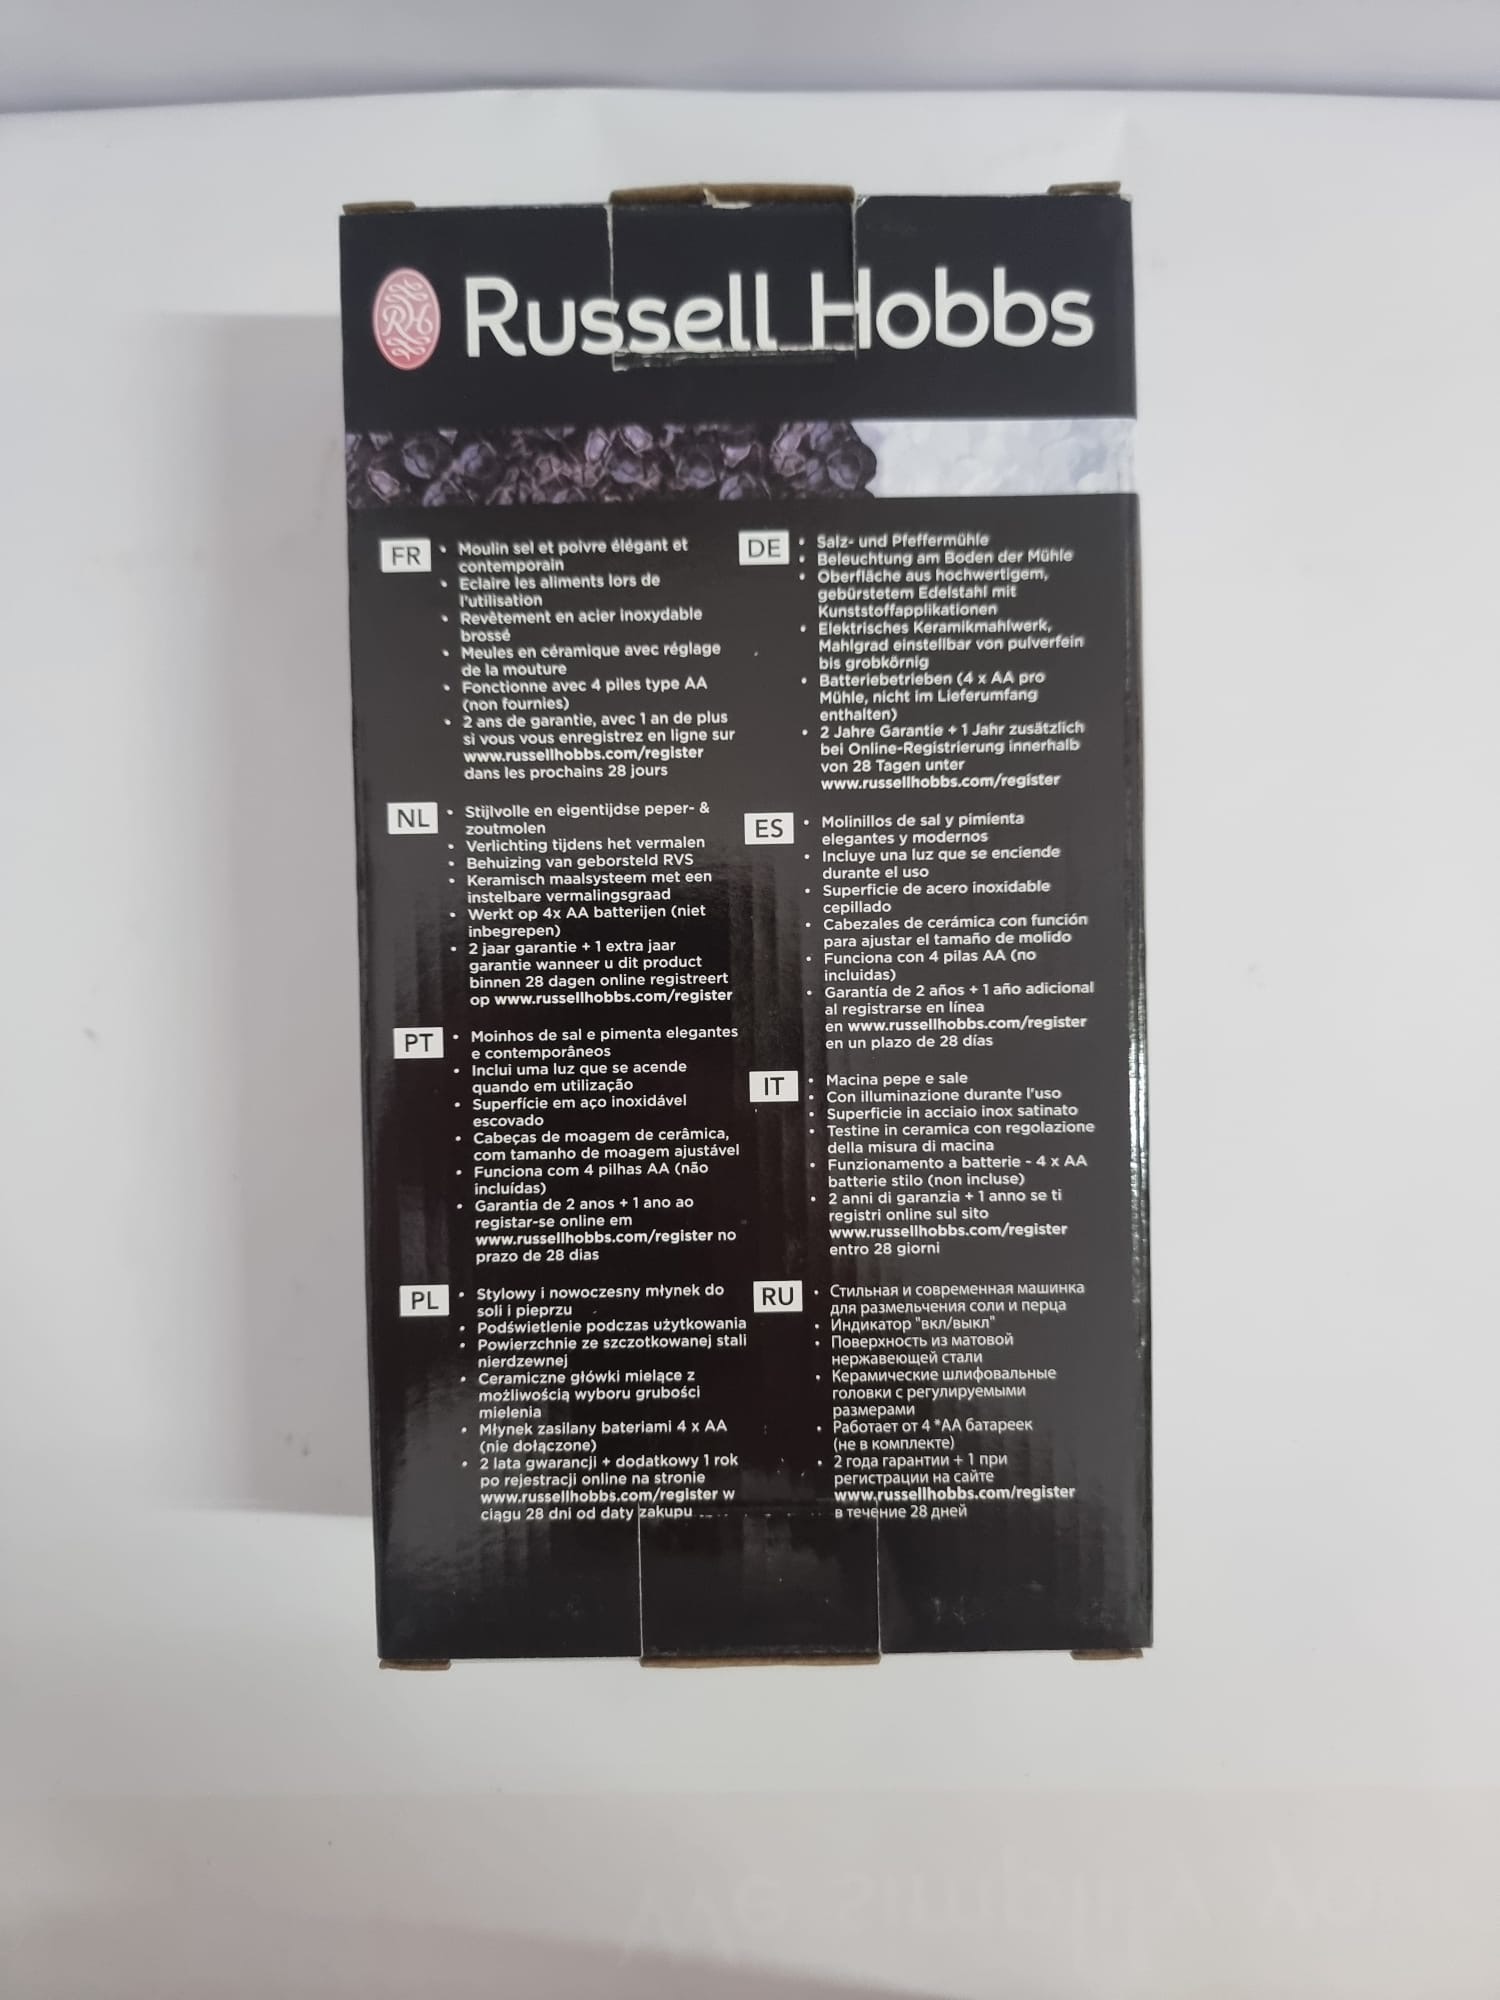 RH
Russell Hobbs
FR
• Moulin sel et poivre élégant et
contemporain
• Eclaire les aliments lors de
l'utilisation
• Revêtement en acier inoxydable
brossé
• Meules en céramique avec réglage
de la mouture
• Fonctionne avec 4 piles type AA
(non fournies)
• 2 ans de garantie, avec 1 an de plus
si vous vous enregistrez en ligne sur
www.russellhobbs.com/register
dans les prochains 28 jours
DE
• Salz- und Pfeffermühle
• Beleuchtung am Boden der Mühle
• Oberfläche aus hochwertigem,
gebürstetem Edelstahl mit
Kunststoffapplikationen
• Elektrisches Keramikmahlwerk,
Mahlgrad einstellbar von pulverfein
bis grobkörnig
• Batteriebetrieben (4 x AA pro
Mühle, nicht im Lieferumfang
enthalten)
• 2 Jahre Garantie + 1 Jahr zusätzlich
bei Online-Registrierung innerhalb
von 28 Tagen unter
www.russellhobbs.com/register
NL
• Stijlvolle en eigentijdse peper- &
zoutmolen
• Verlichting tijdens het vermalen
• Behuizing van geborsteld RVS
• Keramisch maalsysteem met een
instelbare vermalingsgraad
• Werkt op 4x AA batterijen (niet
inbegrepen)
• 2 jaar garantie + 1 extra jaar
garantie wanneer u dit product
binnen 28 dagen online registreert
op www.russellhobbs.com/register
ES
• Molinillos de sal y pimienta
elegantes y modernos
• Incluye una luz que se enciende
durante el uso
• Superficie de acero inoxidable
cepillado
• Cabezales de cerámica con función
para ajustar el tamaño de molido
• Funciona con 4 pilas AA (no
incluidas)
• Garantía de 2 años + 1 año adicional
al registrarse en línea
en www.russellhobbs.com/register
en un plazo de 28 días
PT
• Moinhos de sal e pimenta elegantes
e contemporâneos
• Inclui uma luz que se acende
quando em utilização
• Superfície em aço inoxidável
escovado
• Cabeças de moagem de cerâmica,
com tamanho de moagem ajustável
• Funciona com 4 pilhas AA (não
incluídas)
• Garantia de 2 anos + 1 ano ao
registar-se online em
www.russellhobbs.com/register no
prazo de 28 dias
IT
• Macina pepe e sale
• Con illuminazione durante l'uso
• Superficie in acciaio inox satinato
• Testine in ceramica con regolazione
della misura di macina
• Funzionamento a batterie - 4 x AA
batterie stilo (non incluse)
• 2 anni di garanzia + 1 anno se ti
registri online sul sito
www.russellhobbs.com/register
entro 28 giorni
PL
• Stylowy i nowoczesny młynek do
soli i pieprzu
• Podświetlenie podczas użytkowania
• Powierzchnie ze szczotkowanej stali
nierdzewnej
• Ceramiczne główki mielące z
możliwością wyboru grubości
mielenia
• Młynek zasilany bateriami 4 x AA
(nie dołączone)
• 2 lata gwarancji + dodatkowy 1 rok
po rejestracji online na stronie
www.russellhobbs.com/register w
ciągu 28 dni od daty zakupu
RU
• Стильная и современная машинка
для размельчения соли и перца
• Индикатор "вкл/выкл"
• Поверхность из матовой
нержавеющей стали
• Керамические шлифовальные
головки с регулируемыми
размерами
• Работает от 4 *АА батареек
(не в комплекте)
• 2 года гарантии + 1 при
регистрации на сайте
www.russellhobbs.com/register
в течение 28 дней